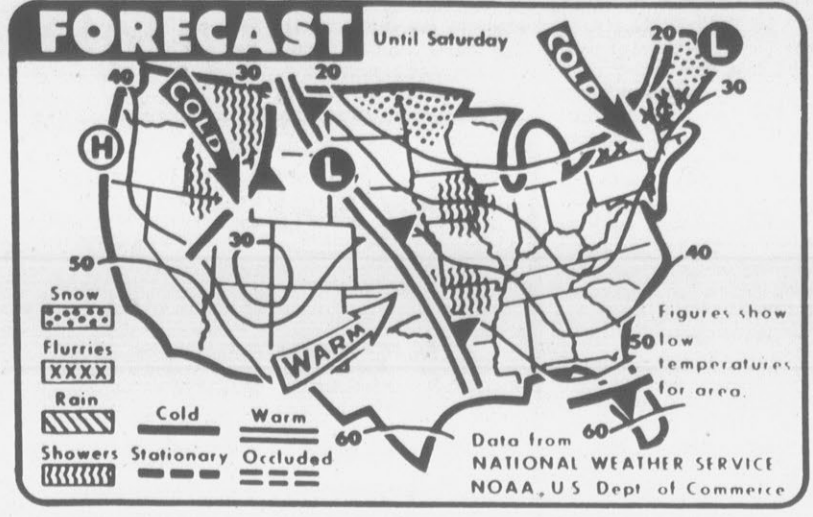 FORECAST
Until Saturday
40
30
20
20
L
COLD
COLD
30
H
L
30
50
40
Snow
Flurries
XXXX
Rain
Showers
WARM
Cold
Warm
Stationary
Occluded
60
Figures show
50 low
temperatures
for area.
60
Data from
NATIONAL WEATHER SERVICE
NOAA, US Dept of Commerce